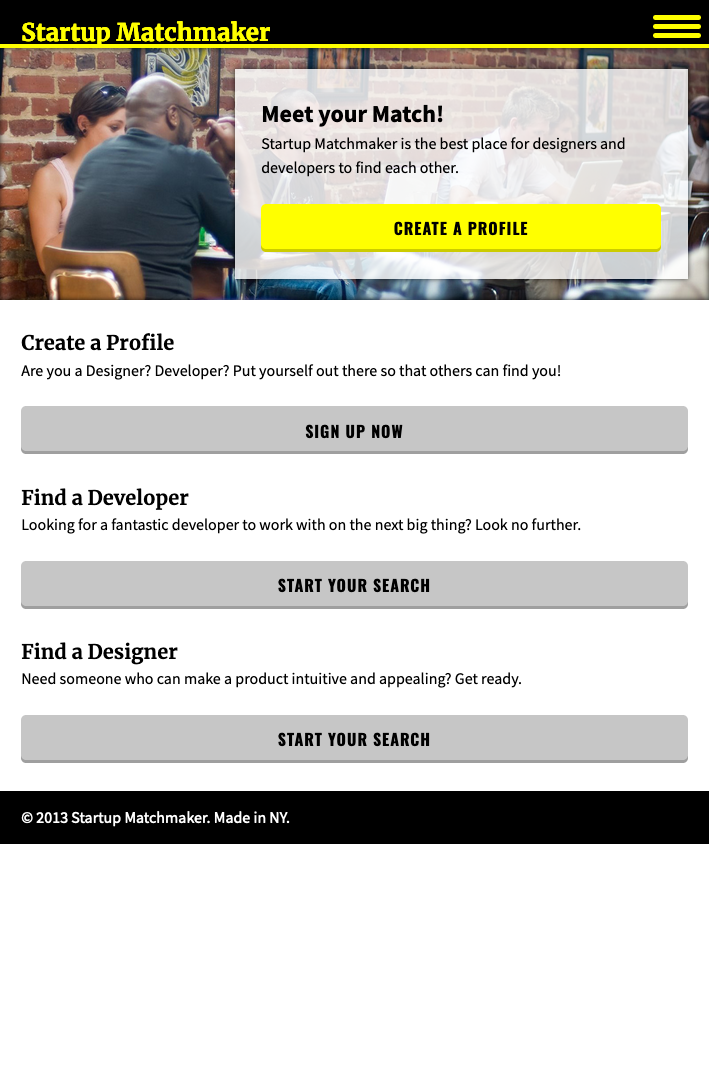 Startup Matchmaker
Meet your Match!
Startup Matchmaker is the best place for designers and
developers to find each other.
CREATE A PROFILE
Create a Profile
Are you a Designer? Developer? Put yourself out there so that others can find you!
SIGN UP NOW
Find a Developer
Looking for a fantastic developer to work with on the next big thing? Look no further.
START YOUR SEARCH
Find a Designer
Need someone who can make a product intuitive and appealing? Get ready.
START YOUR SEARCH
© 2013 Startup Matchmaker. Made in NY.